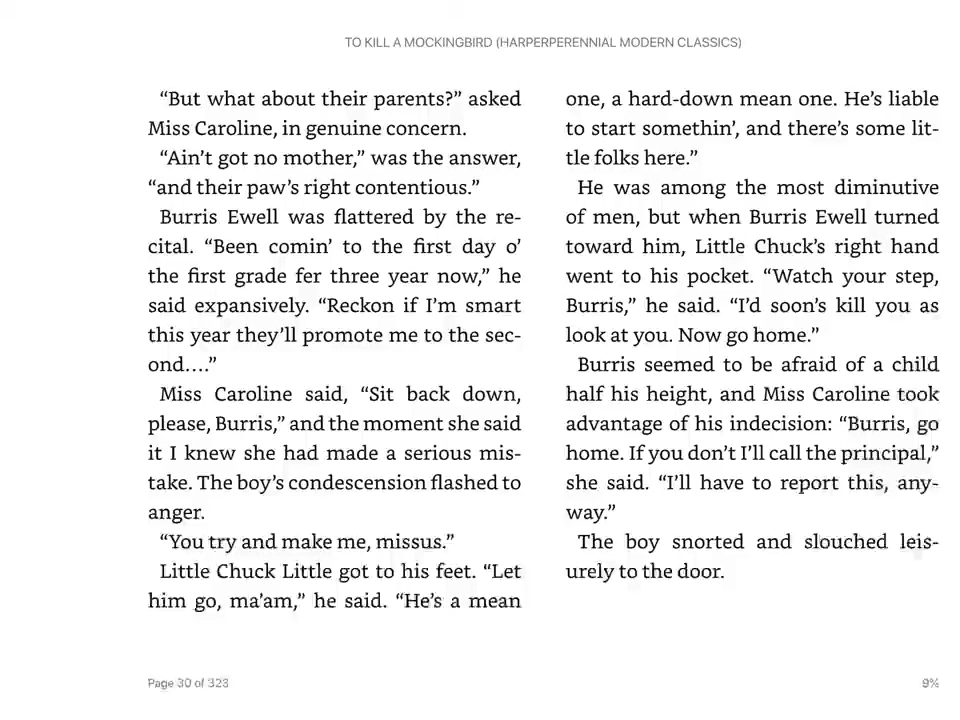 TO KILL A MOCKINGBIRD (HARPERPERENNIAL MODERN CLASSICS)
“But what about their parents?” asked
Miss Caroline, in genuine concern.
“Ain’t got no mother,” was the answer,
“and their paw’s right contentious.”
Burris Ewell was flattered by the re-
cital. “Been comin’ to the first day o’
the first grade fer three year now,” he
said expansively. “Reckon if I’m smart
this year they’ll promote me to the sec-
ond....”
Miss Caroline said, “Sit back down,
please, Burris,” and the moment she said
it I knew she had made a serious mis-
take. The boy’s condescension flashed to
anger.
“You try and make me, missus.”
Little Chuck Little got to his feet. “Let
him go, ma’am,” he said. “He’s a mean
one, a hard-down mean one. He’s liable
to start somethin’, and there’s some lit-
tle folks here.”
He was among the most diminutive
of men, but when Burris Ewell turned
toward him, Little Chuck’s right hand
went to his pocket. “Watch your step,
Burris,” he said. “I’d soon’s kill you as
look at you. Now go home.”
Burris seemed to be afraid of a child
half his height, and Miss Caroline took
advantage of his indecision: “Burris, go
home. If you don’t I’ll call the principal,”
she said. “I’ll have to report this, any-
way.”
The boy snorted and slouched leis-
urely to the door.
Page 30 of 323
9%